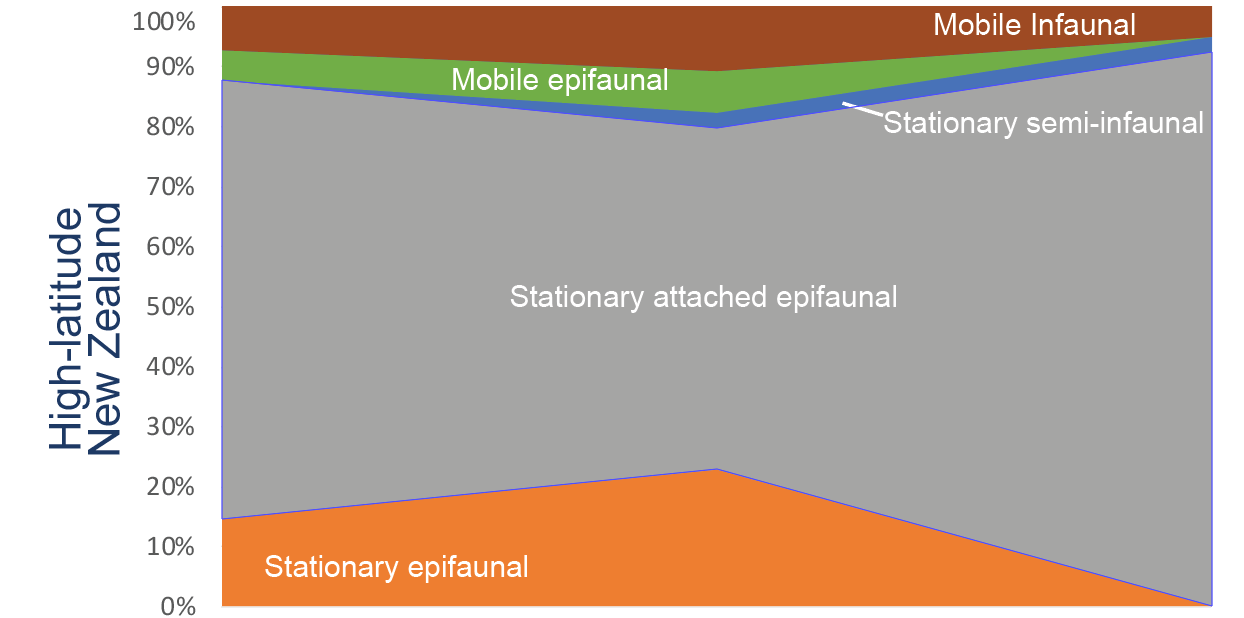 High-latitude
New Zealand
100%
90%
80%
70%
60%
50%
40%
30%
20%
10%
0%
Mobile Infaunal
Mobile epifaunal
Stationary semi-infaunal
Stationary attached epifaunal
Stationary epifaunal